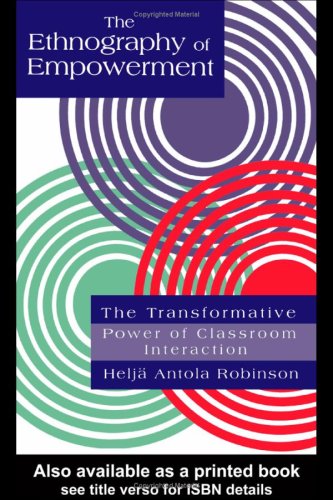 The
Ethnography of
Empowerment
The Transformative
Power of Classroom
Interaction
Heljä Antola Robinson
Also available as a printed book
see title verso for ISBN details